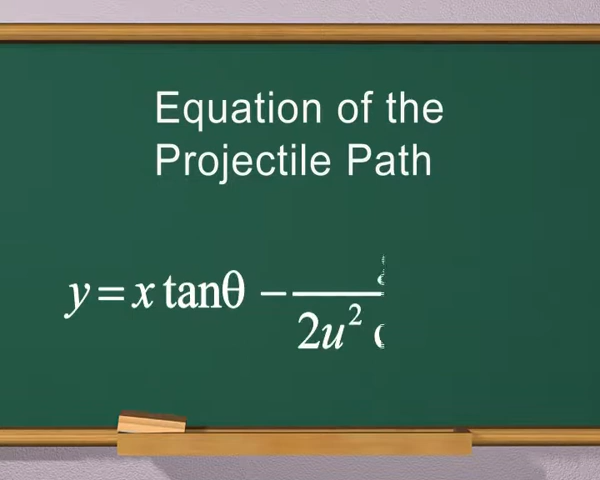 Equation of the
Projectile Path
y = x tanθ −
2u²